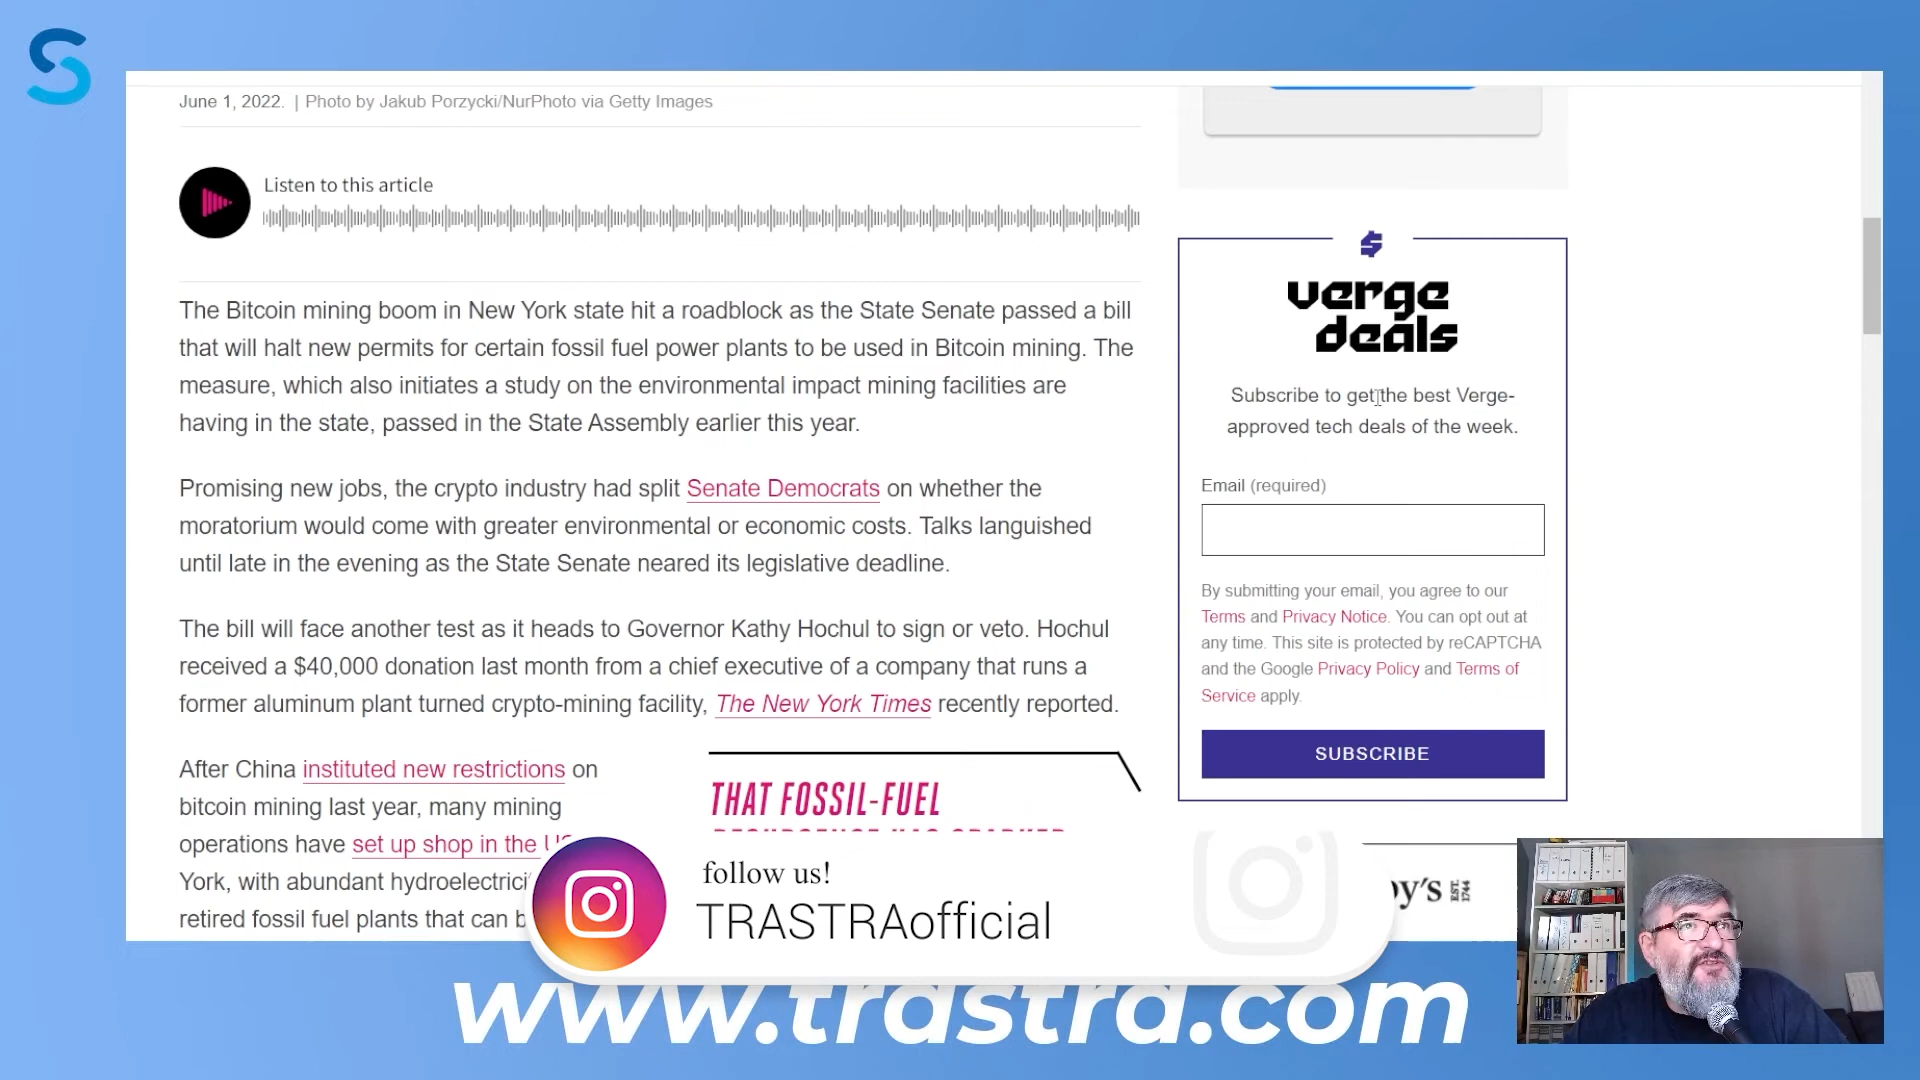 June 1, 2022. | Photo by Jakub Porzycki/NurPhoto via Getty Images
Listen to this article
The Bitcoin mining boom in New York state hit a roadblock as the State Senate passed a bill
that will halt new permits for certain fossil fuel power plants to be used in Bitcoin mining. The
measure, which also initiates a study on the environmental impact mining facilities are
having in the state, passed in the State Assembly earlier this year.
Promising new jobs, the crypto industry had split Senate Democrats on whether the
moratorium would come with greater environmental or economic costs. Talks languished
until late in the evening as the State Senate neared its legislative deadline.
The bill will face another test as it heads to Governor Kathy Hochul to sign or veto. Hochul
received a $40,000 donation last month from a chief executive of a company that runs a
former aluminum plant turned crypto-mining facility, The New York Times recently reported.
After China instituted new restrictions on
bitcoin mining last year, many mining
operations have set up shop in the
York, with abundant
retired fossil fuel plants that can
THAT FOSSIL-FUEL
verge
deals
Subscribe to get the best Verge-
approved tech deals of the week.
Email (required)
By submitting your email, you agree to our
Terms and Privacy Notice. You can opt out at
any time. This site is protected by reCAPTCHA
and the Google Privacy Policy and Terms of
Service apply.
SUBSCRIBE
EST.
1744
follow us!
TRASTRAofficial
www.trastra.com